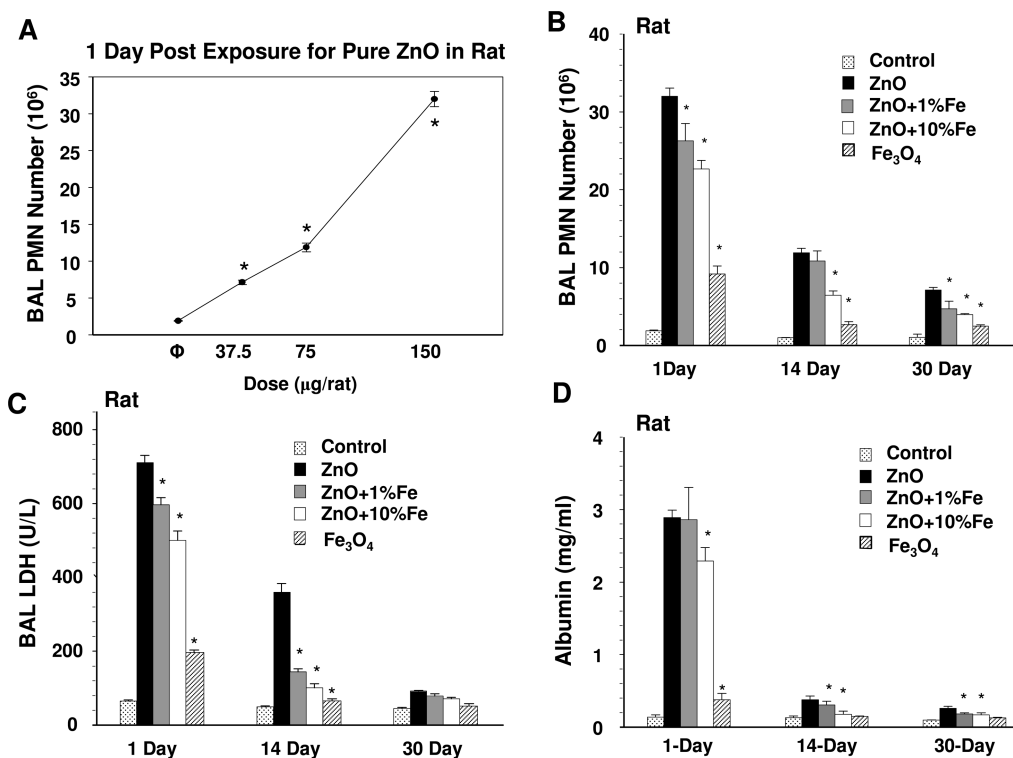 A
1 Day Post Exposure for Pure ZnO in Rat
BAL PMN Number (10⁶)
35
30
25
20
15
10
5
0
Φ 37.5 75 150
Dose (µg/rat)
* * *
B
Rat
BAL PMN Number (10⁶)
40
30
20
10
0
Control
ZnO
ZnO+1%Fe
ZnO+10%Fe
Fe₃O₄
* * *
* *
* * *
1Day 14 Day 30 Day
C
Rat
BAL LDH (U/L)
800
600
400
200
0
Control
ZnO
ZnO+1%Fe
ZnO+10%Fe
Fe₃O₄
* * *
* * *
1 Day 14 Day 30 Day
D
Rat
Albumin (mg/ml)
4
3
2
1
0
Control
ZnO
ZnO+1%Fe
ZnO+10%Fe
Fe₃O₄
* *
* *
* *
1-Day 14-Day 30-Day